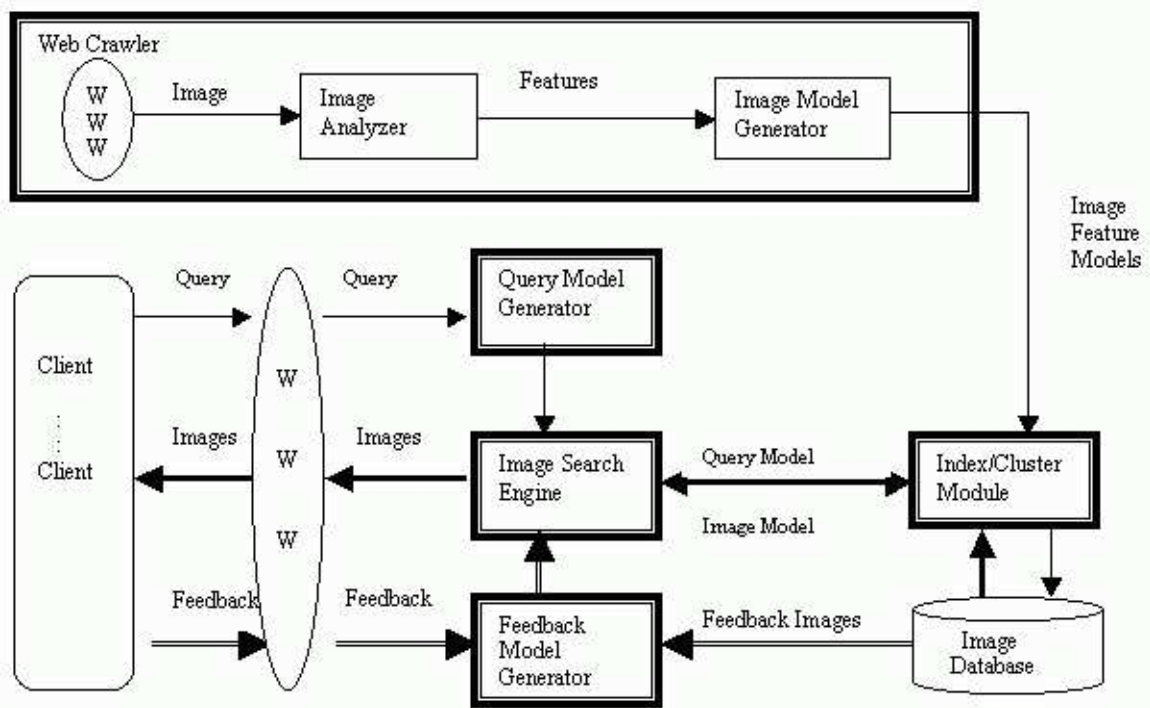 Web Crawler
W
W
W
Image
Image
Analyzer
Features
Image Model
Generator
Image
Feature
Models
Query
Query
Query Model
Generator
Client
Client
W
W
W
Images
Images
Image Search
Engine
Query Model
Image Model
Index/Cluster
Module
Feedback
Feedback
Feedback
Model
Generator
Feedback Images
Image
Database